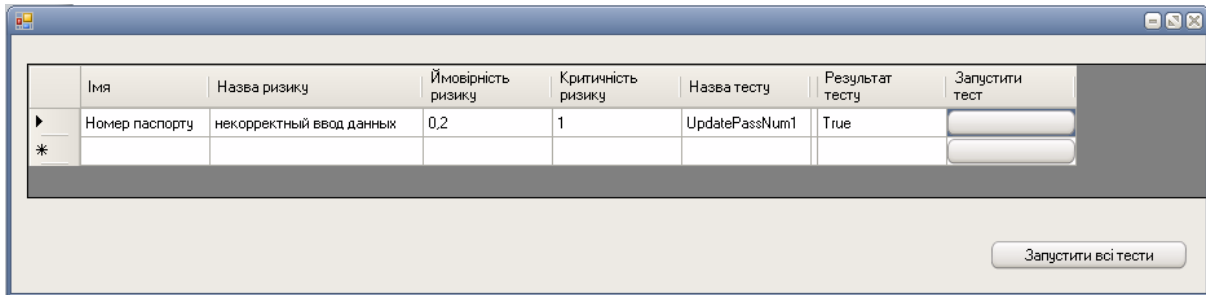 Імя
Назва ризику
Ймовірність
ризику
Критичність
ризику
Назва тесту
Результат
тесту
Запустити
тест
Номер паспорту
некорректный ввод данных
0,2
1
UpdatePassNum1
True
Запустити всі тести